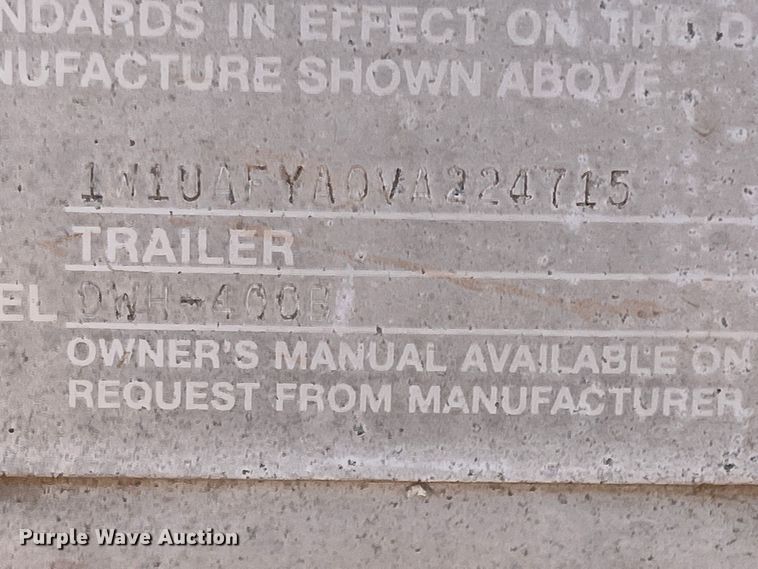 NDARDS IN EFFECT ON THE DA
NUFACTURE SHOWN ABOVE.
1W1UAFYA0VA224715
TRAILER
EL DWH-400B
OWNER'S MANUAL AVAILABLE ON
REQUEST FROM MANUFACTURER
Purple Wave Auction